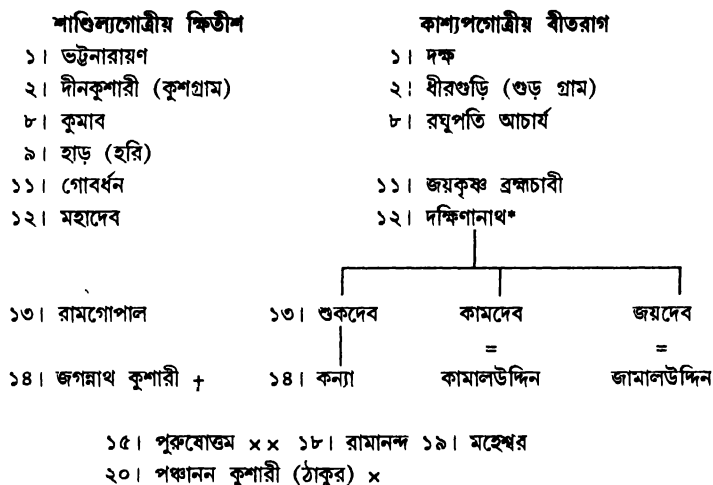 শাণ্ডিল্যগোত্রীয় ক্ষিতীশ কাশ্যপগোত্রীয় বীতরাগ
১। ভট্টনারায়ণ ১। দক্ষ
২। দীনকুশারী (কুশগ্রাম) ২। ধীরগুড়ি (গুড় গ্রাম)
৮। কুমাব ৮। রঘুপতি আচার্য
৯। হাড় (হরি)
১১। গোবর্ধন ১১। জয়কৃষ্ণ ব্রহ্মচাবী
১২। মহাদেব ১২। দক্ষিণানাথ*
১৩। রামগোপাল ১৩। শুকদেব কামদেব জয়দেব
= =
১৪। জগন্নাথ কুশারী + ১৪। কন্যা কামালউদ্দিন জামালউদ্দিন
১৫। পুরুষোত্তম ×× ১৮। রামানন্দ ১৯। মহেশ্বর
২০। পঞ্চানন কুশারী (ঠাকুর) ×